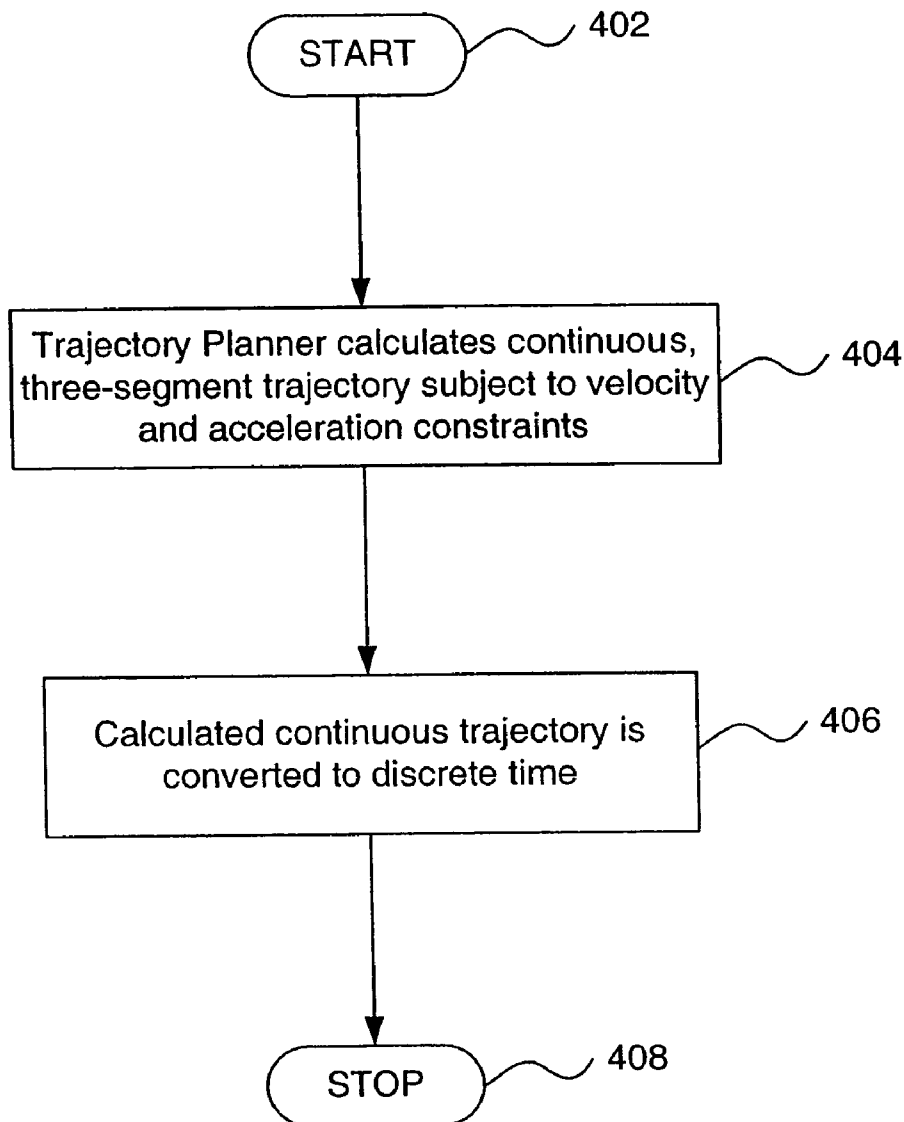 START
402
Trajectory Planner calculates continuous,
three-segment trajectory subject to velocity
and acceleration constraints
404
Calculated continuous trajectory is
converted to discrete time
406
STOP
408